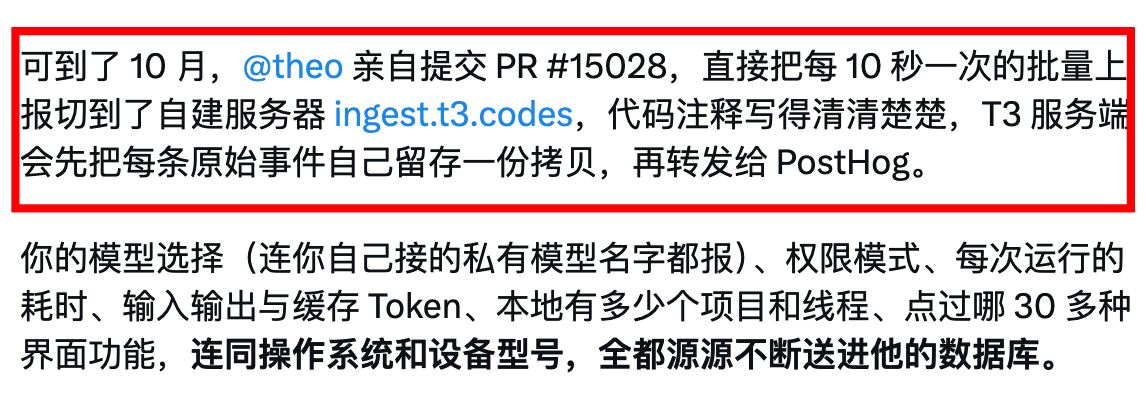 可到了 10 月，@theo 亲自提交 PR #15028，直接把每 10 秒一次的批量上
报切到了自建服务器 ingest.t3.codes，代码注释写得清清楚楚，T3 服务端
会先把每条原始事件自己留存一份拷贝，再转发给 PostHog。
你的模型选择（连你自己接的私有模型名字都报）、权限模式、每次运行的
耗时、输入输出与缓存 Token、本地有多少个项目和线程、点过哪 30 多种
界面功能，连同操作系统和设备型号，全都源源不断送进他的数据库。